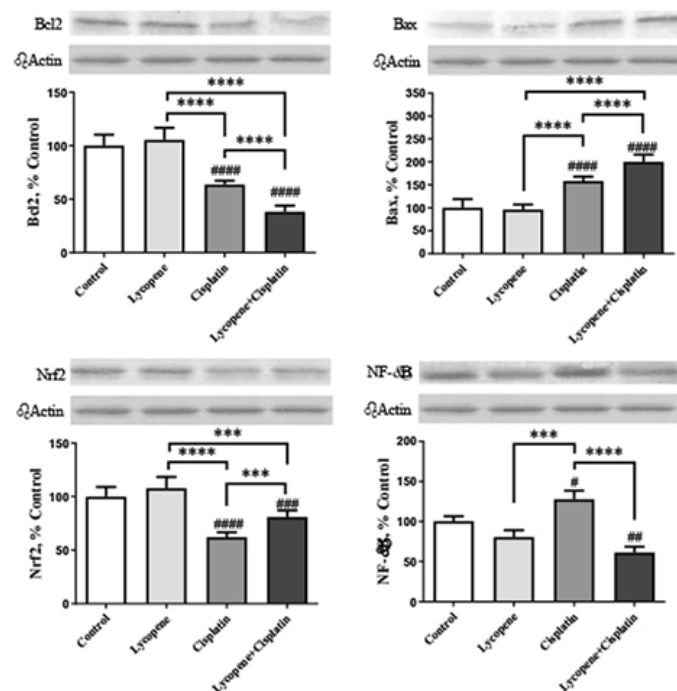 Bcl2
♌Actin
****
****
****
####
####
150
100
50
0
Bcl2, % Control
Control
Lycopene
Cisplatin
Lycopene+Cisplatin
Bax
♌Actin
****
****
****
####
####
350
300
250
200
150
100
50
0
Bax, % Control
Control
Lycopene
Cisplatin
Lycopene+Cisplatin
Nrf2
♌Actin
***
****
***
###
####
150
100
50
0
Nrf2, % Control
Control
Lycopene
Cisplatin
Lycopene+Cisplatin
NF-♌B
♌Actin
***
****
#
##
200
150
100
50
0
, % Control
Control
Lycopene
Cisplatin
Lycopene+Cisplatin